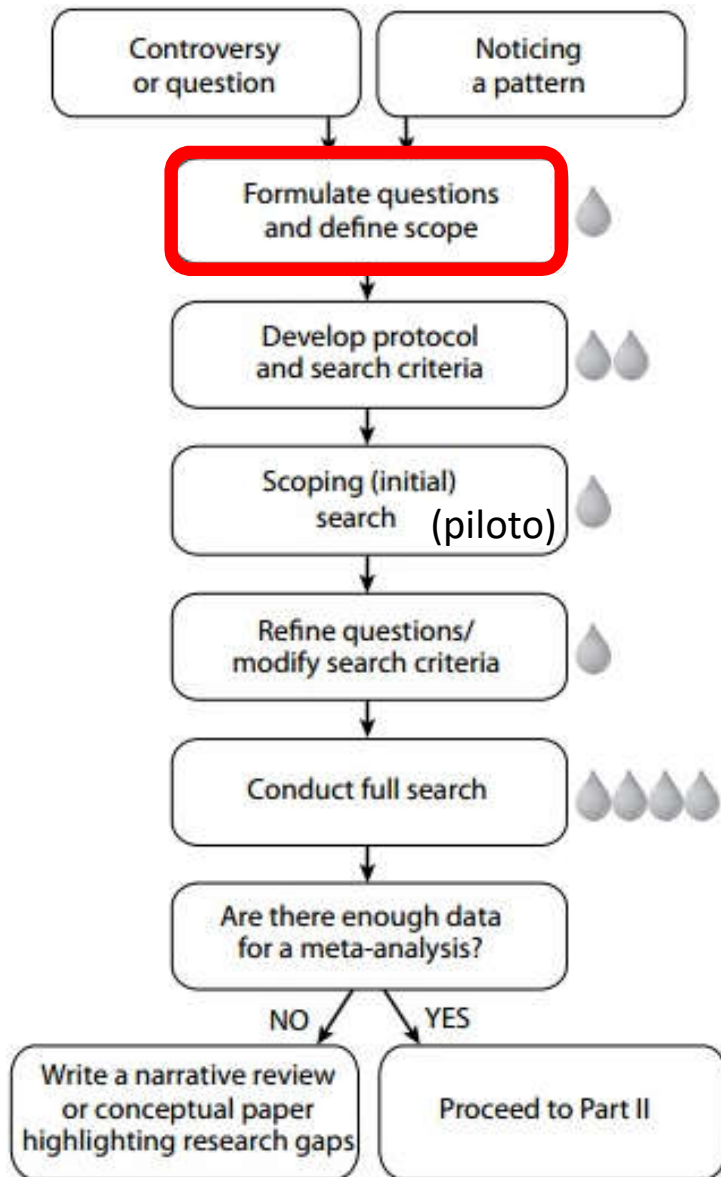 Controversy
or question
Noticing
a pattern
Formulate questions
and define scope
Develop protocol
and search criteria
Scoping (initial)
search (piloto)
Refine questions/
modify search criteria
Conduct full search
Are there enough data
for a meta-analysis?
NO
YES
Write a narrative review
or conceptual paper
highlighting research gaps
Proceed to Part II